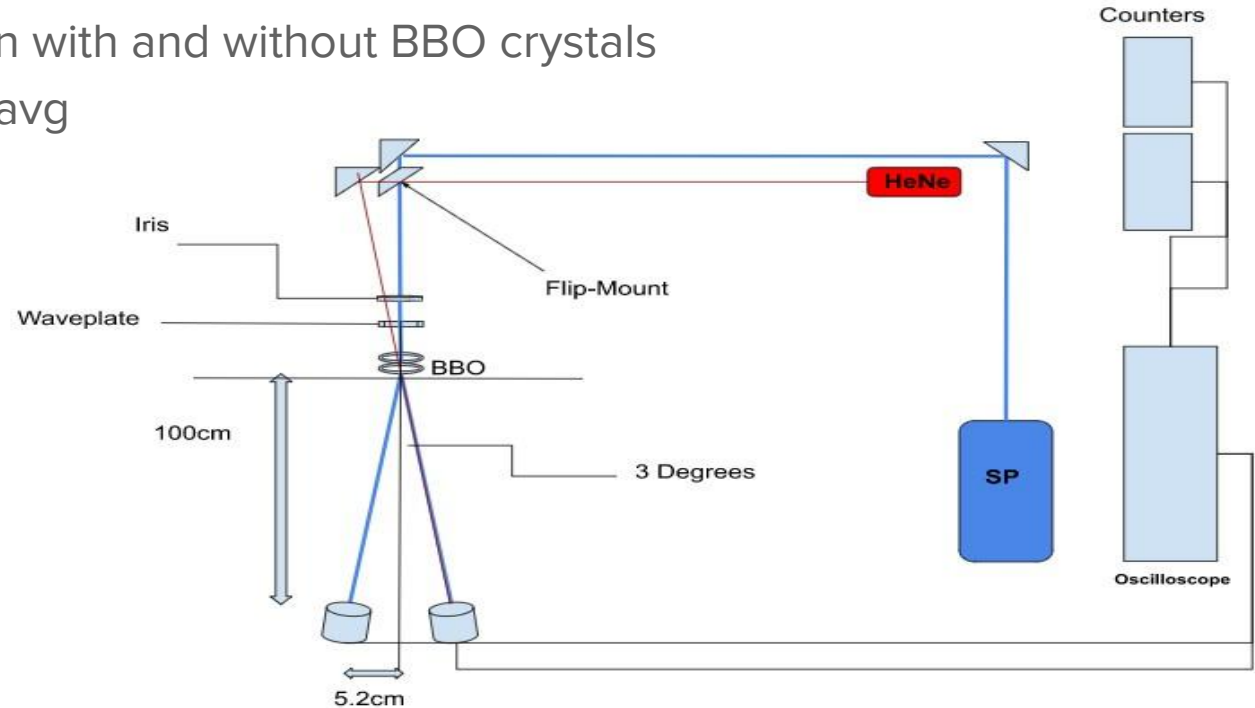 n with and without BBO crystals
avg
Counters
HeNe
Iris
Flip-Mount
Waveplate
BBO
100cm
3 Degrees
SP
Oscilloscope
5.2cm